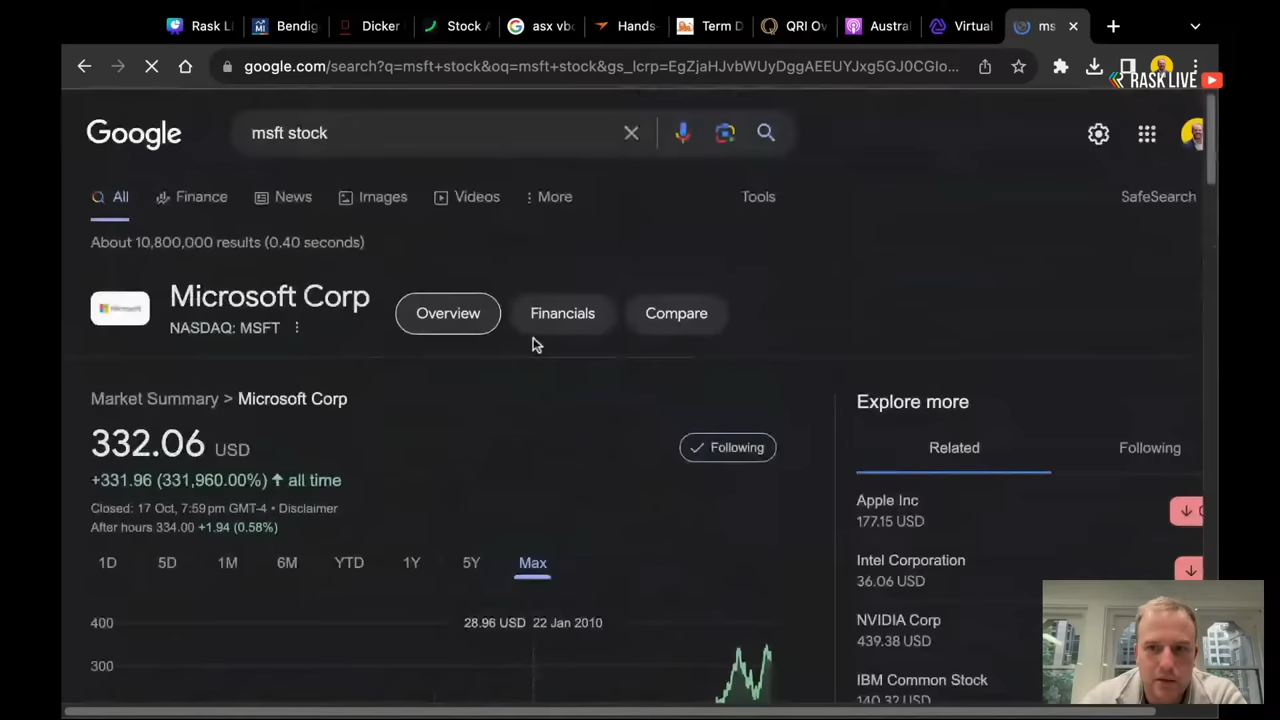 Rask Li Bendig Dicker Stock A asx vbc Hands- Term D QRI Ov Austral Virtual ms
google.com/search?q=msft+stock&oq=msft+stock&gs_lcrp=EgZjaHJvbWUyDggAEEUYJxg5GJ0CGIo...
RASK LIVE
Google
msft stock
All Finance News Images Videos More Tools SafeSearch
About 10,800,000 results (0.40 seconds)
Microsoft
Microsoft Corp
NASDAQ: MSFT
Overview Financials Compare
Market Summary > Microsoft Corp
332.06 USD
Following
+331.96 (331,960.00%) ↑ all time
Closed: 17 Oct, 7:59 pm GMT-4 • Disclaimer
After hours 334.00 +1.94 (0.58%)
1D 5D 1M 6M YTD 1Y 5Y Max
400
28.96 USD 22 Jan 2010
300
Explore more
Related Following
Apple Inc
177.15 USD
Intel Corporation
36.06 USD
NVIDIA Corp
439.38 USD
IBM Common Stock
140.32 USD